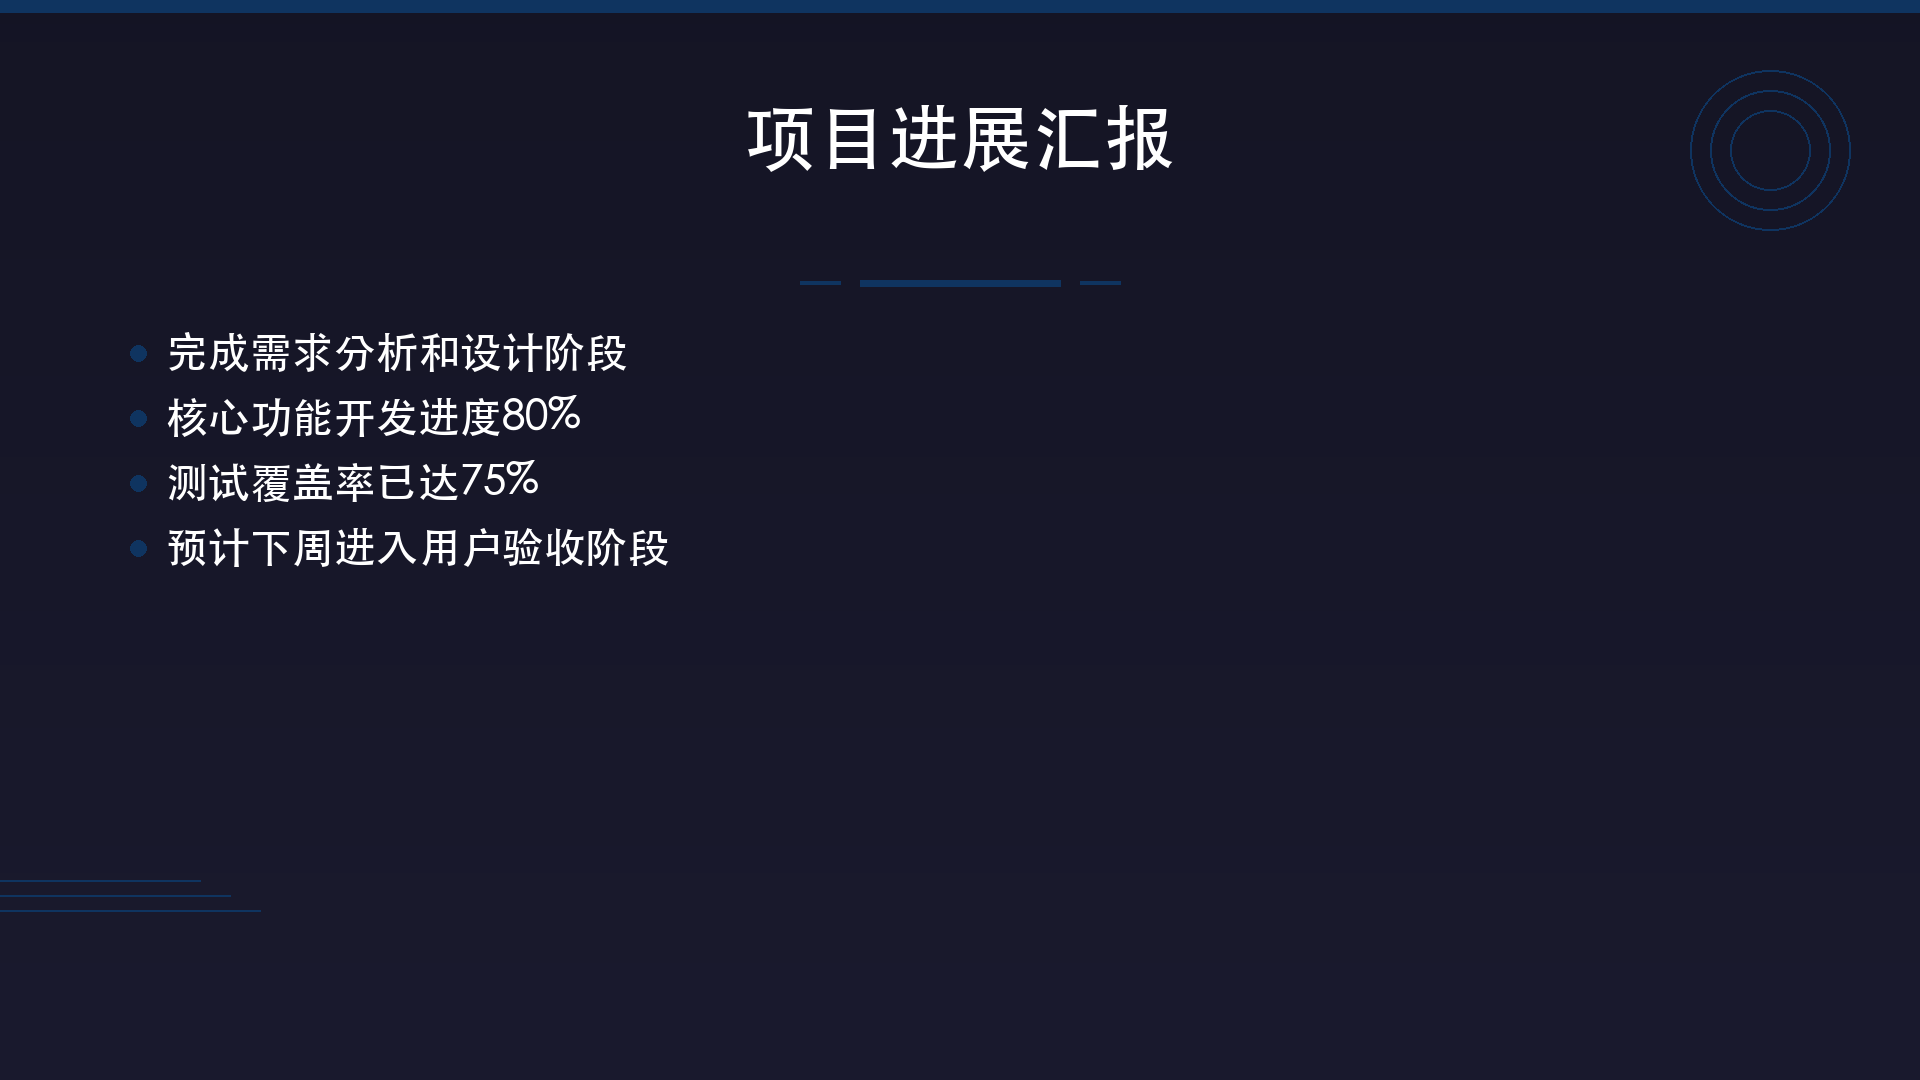 项目进展汇报
完成需求分析和设计阶段
核心功能开发进度80%
测试覆盖率已达75%
预计下周进入用户验收阶段